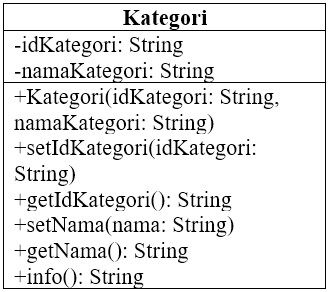 Kategori
-idKategori: String
-namaKategori: String
+Kategori(idKategori: String,
namaKategori: String)
+setIdKategori(idKategori:
String)
+getIdKategori(): String
+setNama(nama: String)
+getNama(): String
+info(): String